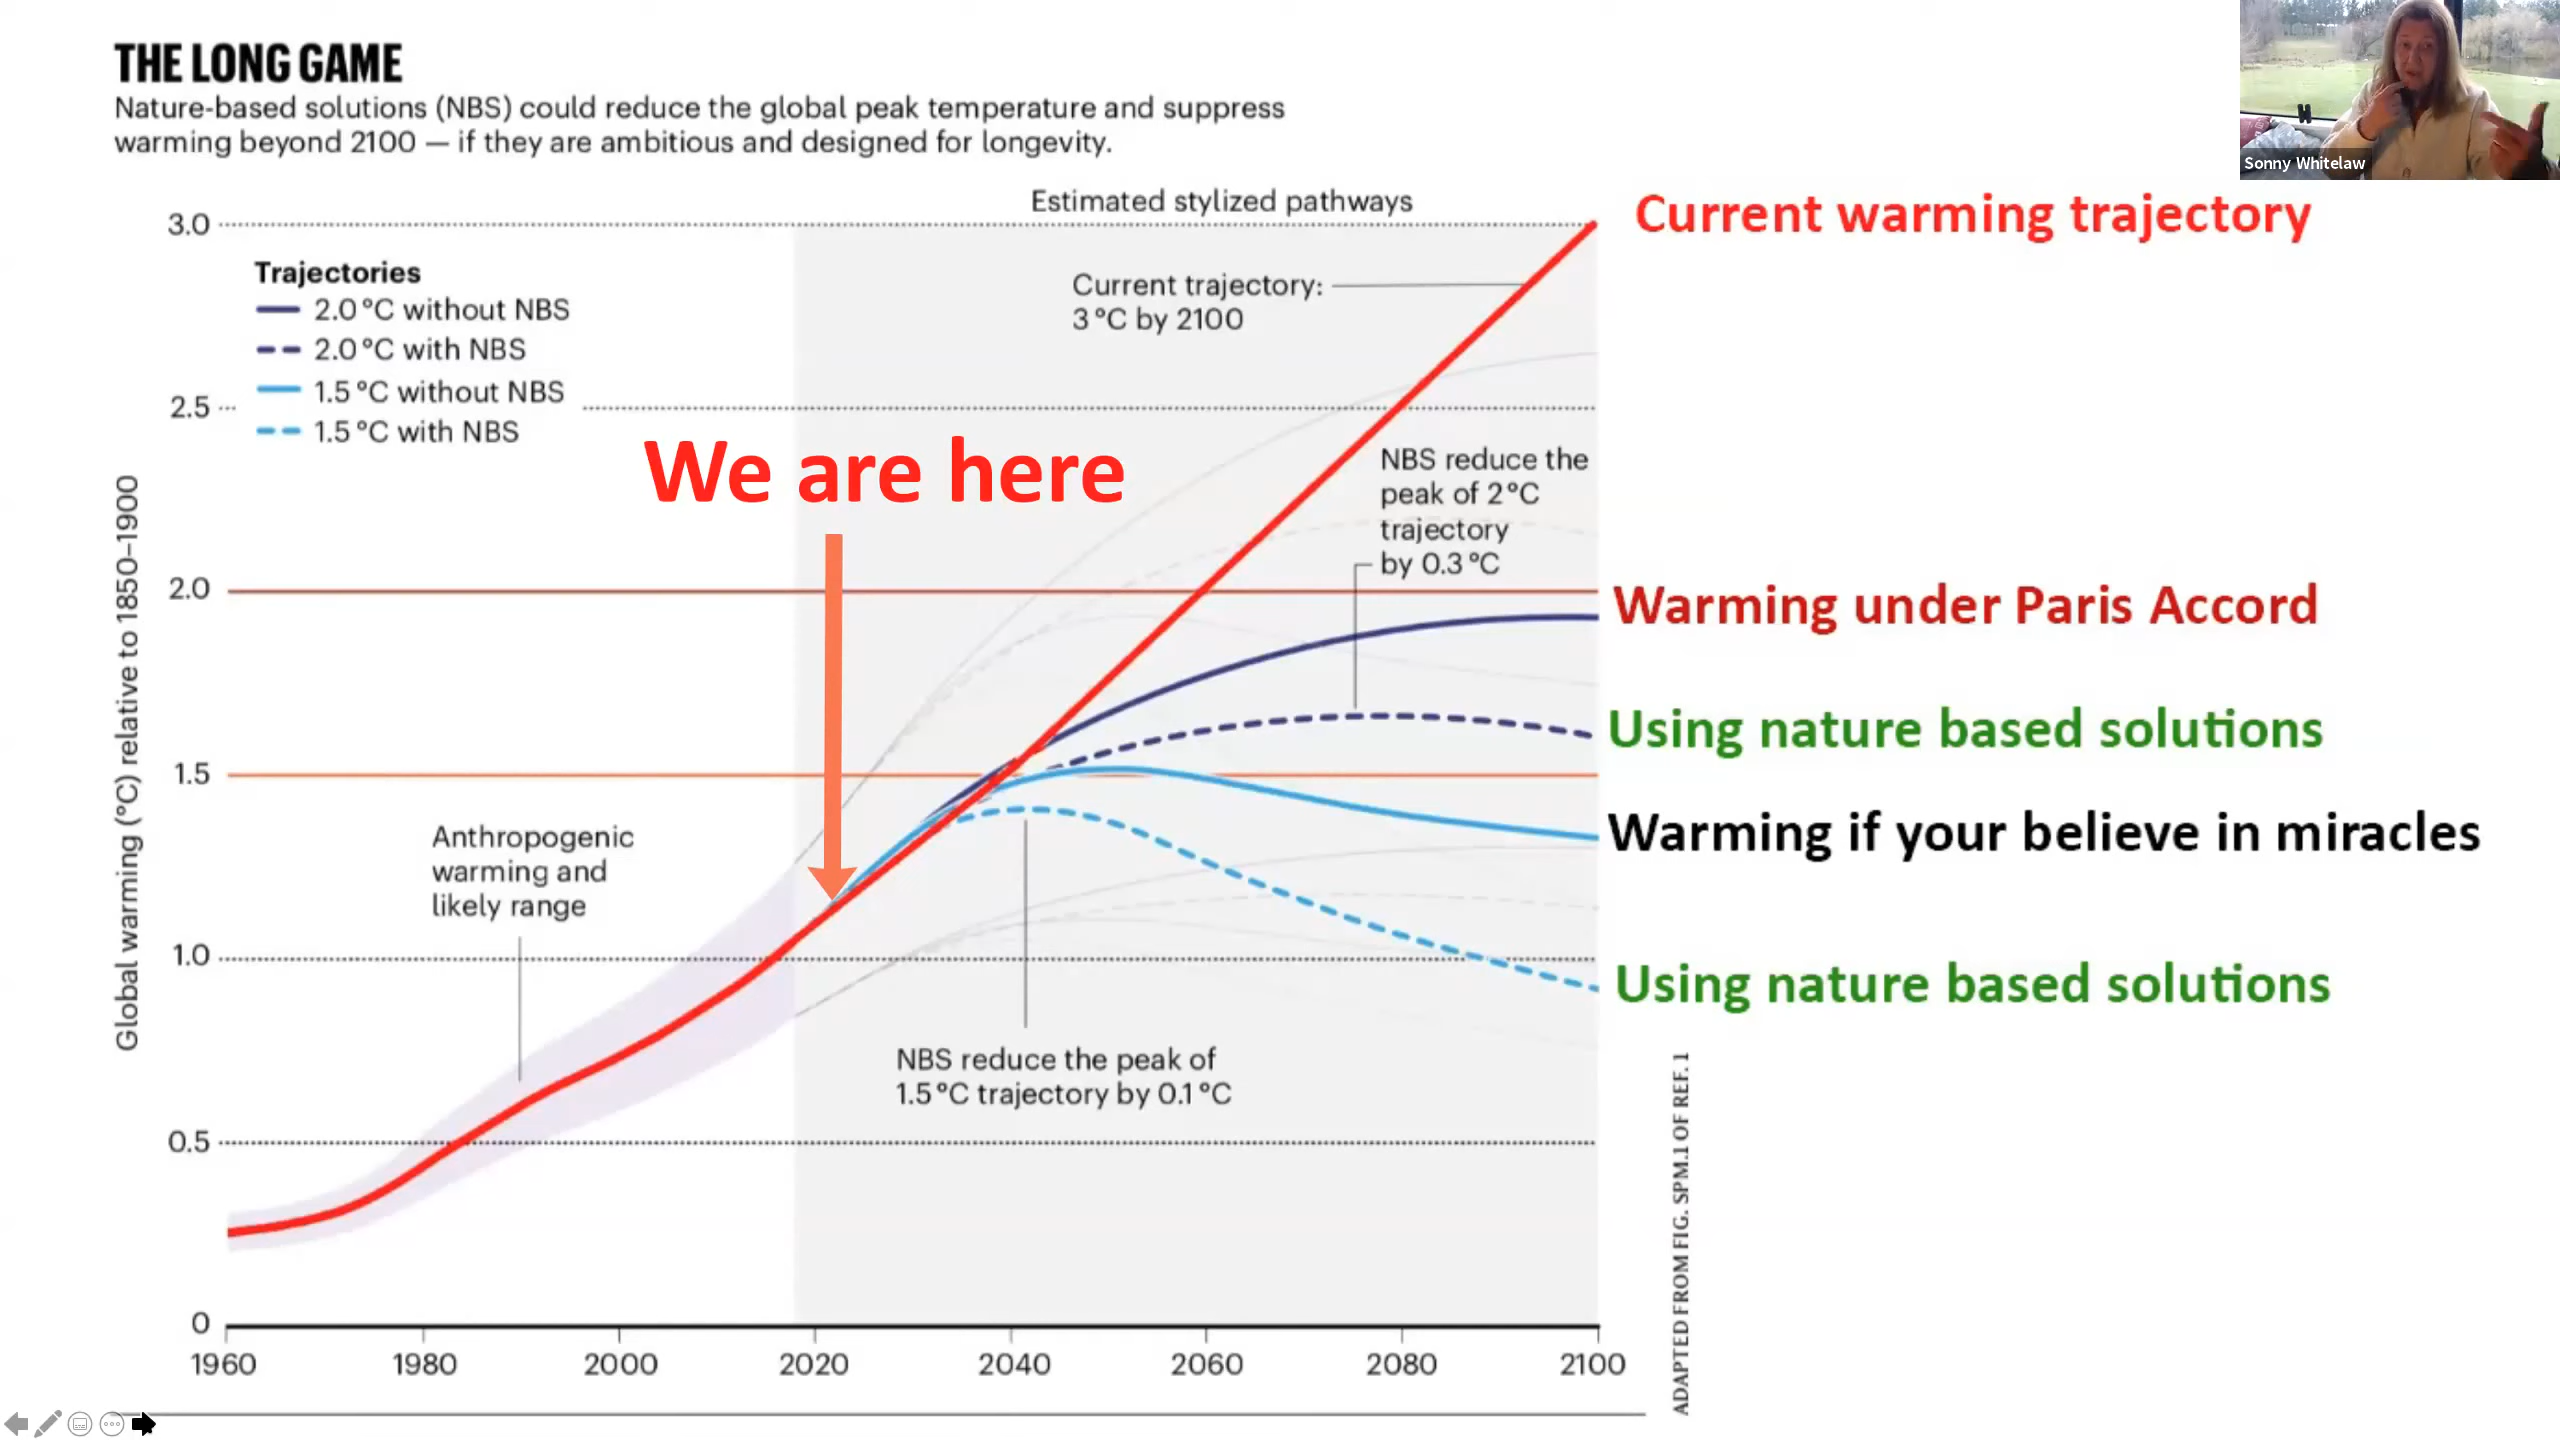 THE LONG GAME
Nature-based solutions (NBS) could reduce the global peak temperature and suppress
warming beyond 2100 — if they are ambitious and designed for longevity.
Sonny Whitelaw
Estimated stylized pathways
Current warming trajectory
3.0
Trajectories
2.0 °C without NBS
2.0 °C with NBS
1.5 °C without NBS
1.5 °C with NBS
Current trajectory:
3 °C by 2100
2.5
We are here
NBS reduce the
peak of 2 °C
trajectory
by 0.3 °C
2.0
Warming under Paris Accord
Using nature based solutions
1.5
Warming if your believe in miracles
Anthropogenic
warming and
likely range
1.0
Using nature based solutions
NBS reduce the peak of
1.5 °C trajectory by 0.1 °C
0.5
0
Global warming (°C) relative to 1850–1900
1960 1980 2000 2020 2040 2060 2080 2100
ADAPTED FROM FIG. SPM.1 OF REF. 1